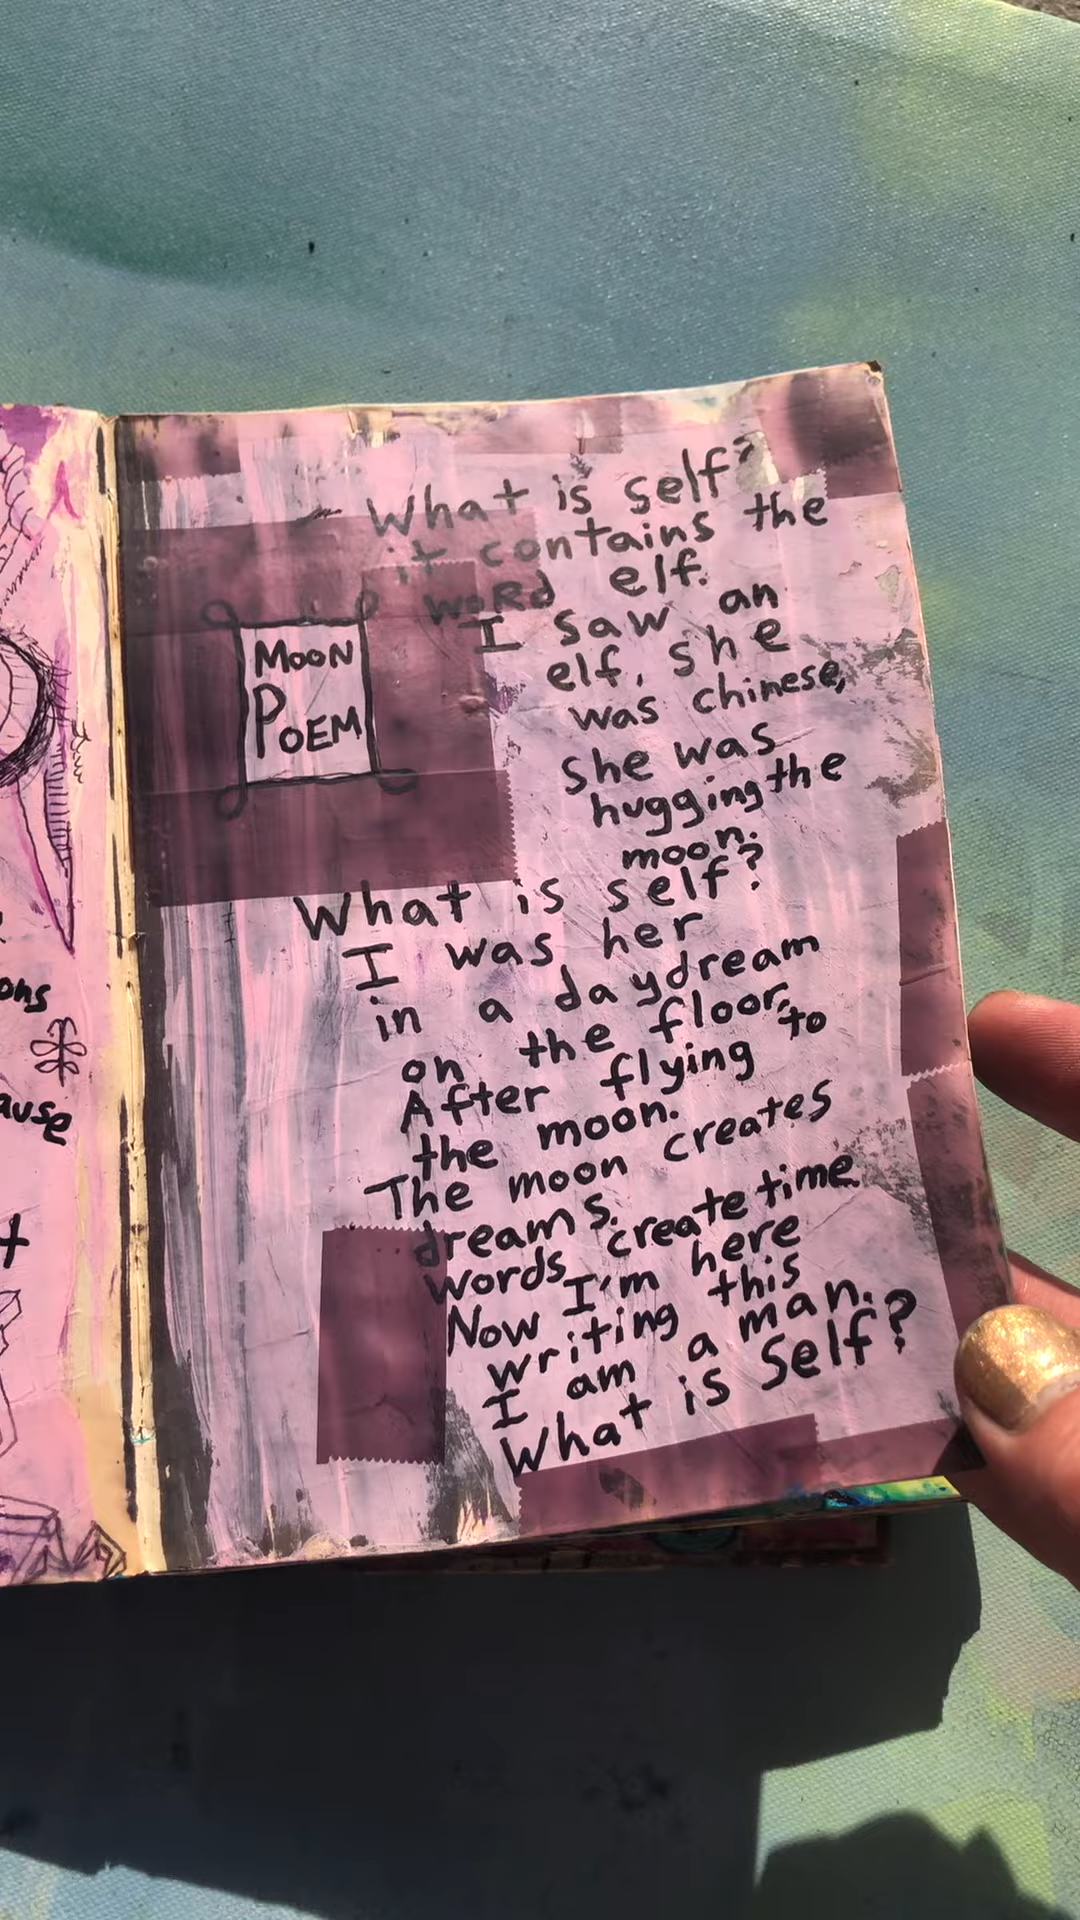 ons
ause
MOON
POEM
What is self?
it contains the
woRd elf.
I saw an
elf, she
was chinese,
She was
hugging the
moon.
What is self?
I was her
in a daydream
on the floor,
After flying to
the moon.
The moon creates
dreams.
words create time.
Now I'm here
writing this
I am a man.
What is Self?